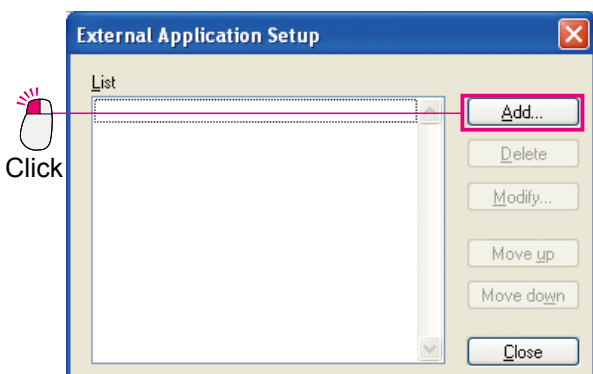 External Application Setup
List
Click
Add...
Delete
Modify...
Move up
Move down
Close